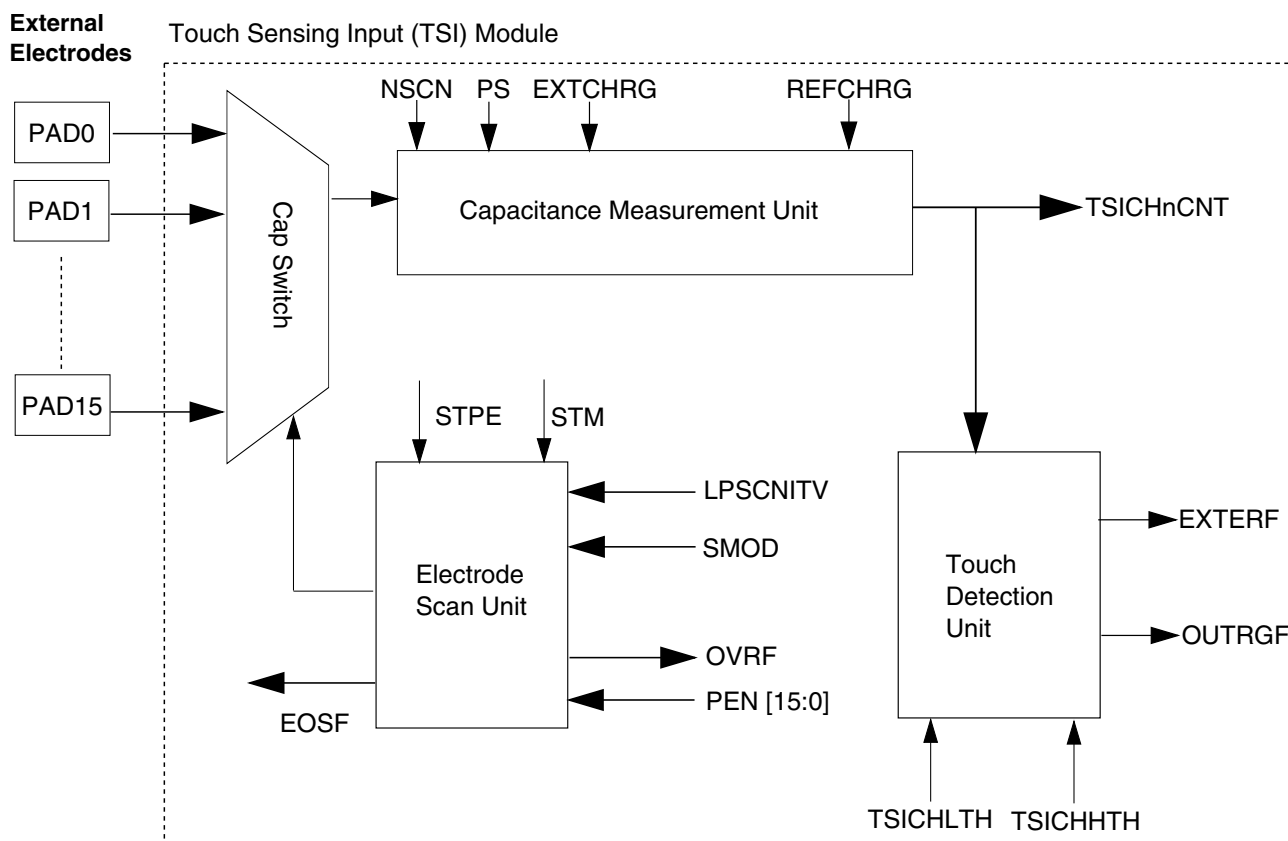 External
Electrodes
Touch Sensing Input (TSI) Module
NSCN PS EXTCHRG REFCHRG
PAD0
PAD1
PAD15
Cap Switch
Capacitance Measurement Unit
TSICHnCNT
STPE STM
LPSCNITV
SMOD
Electrode
Scan Unit
OVRF
PEN [15:0]
EOSF
Touch
Detection
Unit
EXTERF
OUTRGF
TSICHLTH TSICHHTH